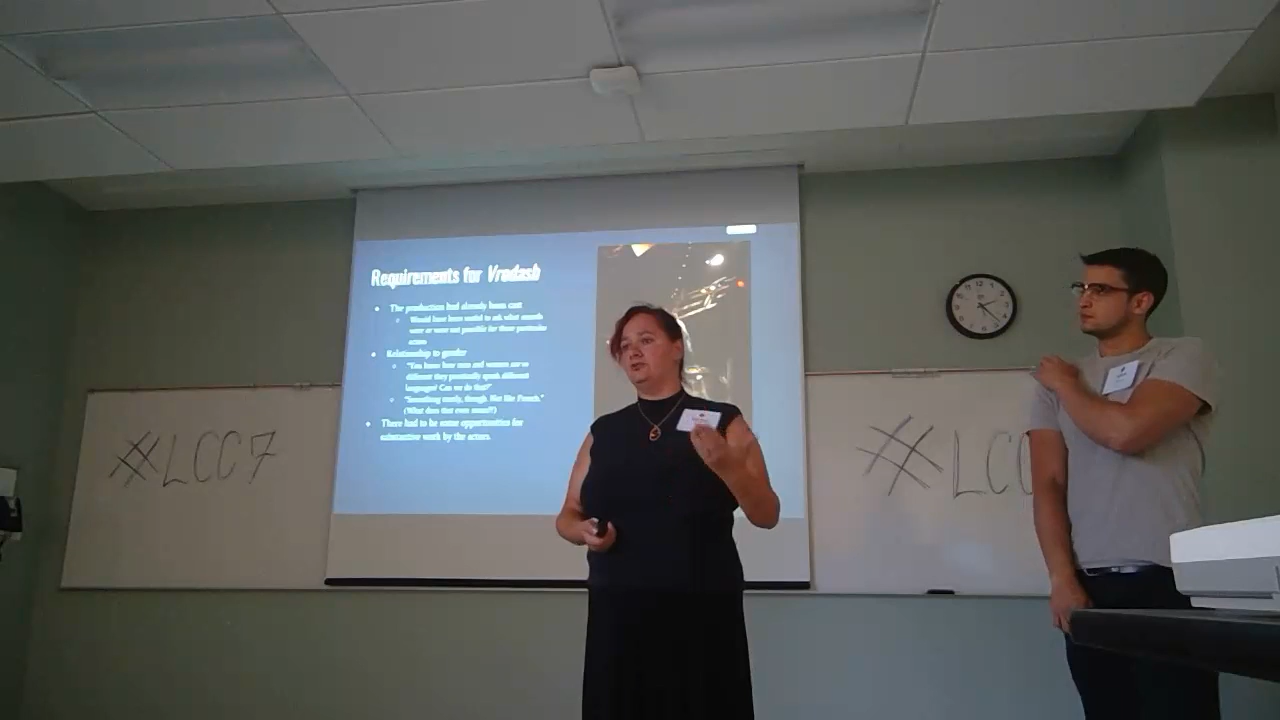 Requirements for Vrodash
The production had already been cast
Would have been useful to ask what sounds
were or were not possible for those particular
actors
Relationship to gender
"You know how men and women are so
different they practically speak different
languages? Can we do that?"
"Something manly, though. Not like French."
(What does that even mean?!)
There had to be some opportunities for
substantive work by the actors.
#LCC7
#LCC